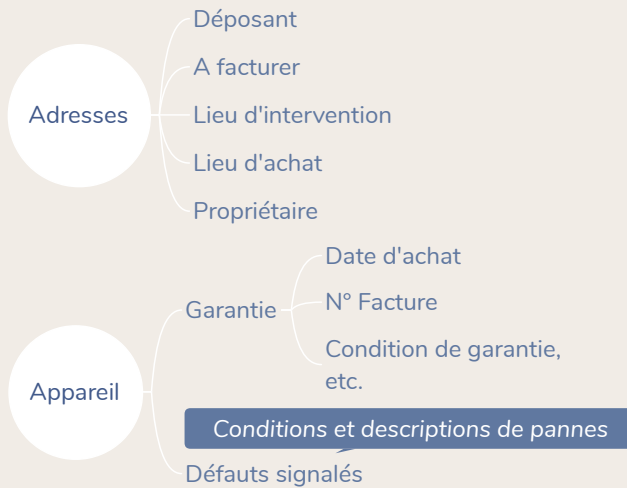 Adresses
Déposant
A facturer
Lieu d'intervention
Lieu d'achat
Propriétaire
Appareil
Garantie
Date d'achat
N° Facture
Condition de garantie,
etc.
Conditions et descriptions de pannes
Défauts signalés